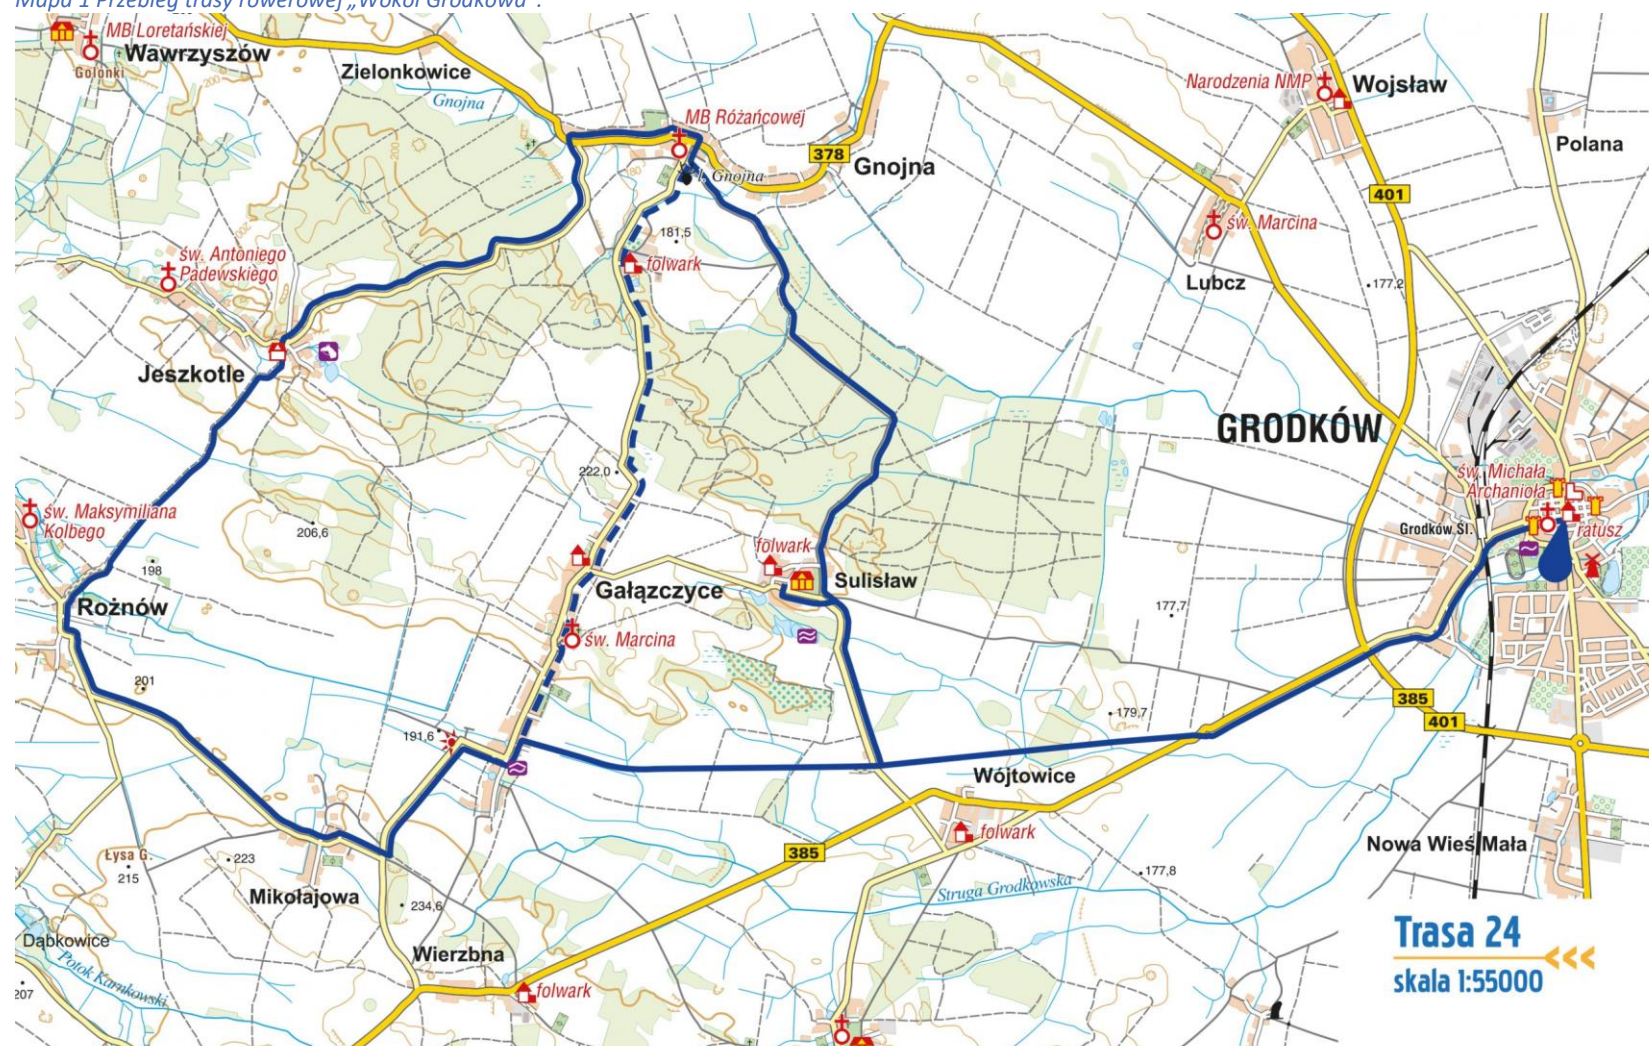 Mapa 1 Przebieg trasy rowerowej „Wokół Grodkowa”.
MB Loretańskiej
Wawrzyszów
Golonki
200
Zielonkowice
Gnojna
200
MB Różańcowej
378
Gnojna
Narodzenia NMP
Wojsław
Polana
401
św. Marcina
Lubcz
177,2
ł. Gnojna
180
181,5
folwark
św. Antoniego
Padewskiego
200
Jeszkotle
GRODKÓW
222,0
św. Michała
Archanioła
Grodków Śl.
ratusz
św. Maksymiliana
Kolbego
206,6
198
folwark
Sulisław
Gałązczyce
Rożnów
177,7
św. Marcina
201
179,7
385
401
191,6
Wójtowice
folwark
385
Nowa Wieś Mała
Łysa G.
215
223
177,8
Struga Grodkowska
Mikołajowa
234,6
Dąbkowice
Potok Karnkowski
Wierzbna
207
folwark
Trasa 24
skala 1:55000